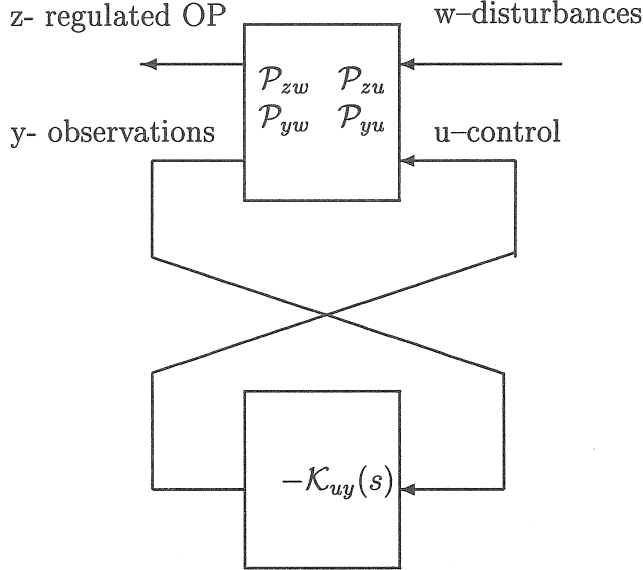 z- regulated OP w–disturbances
𝒫zw 𝒫zu
𝒫yw 𝒫yu
y- observations u–control
−𝒦uy(s)